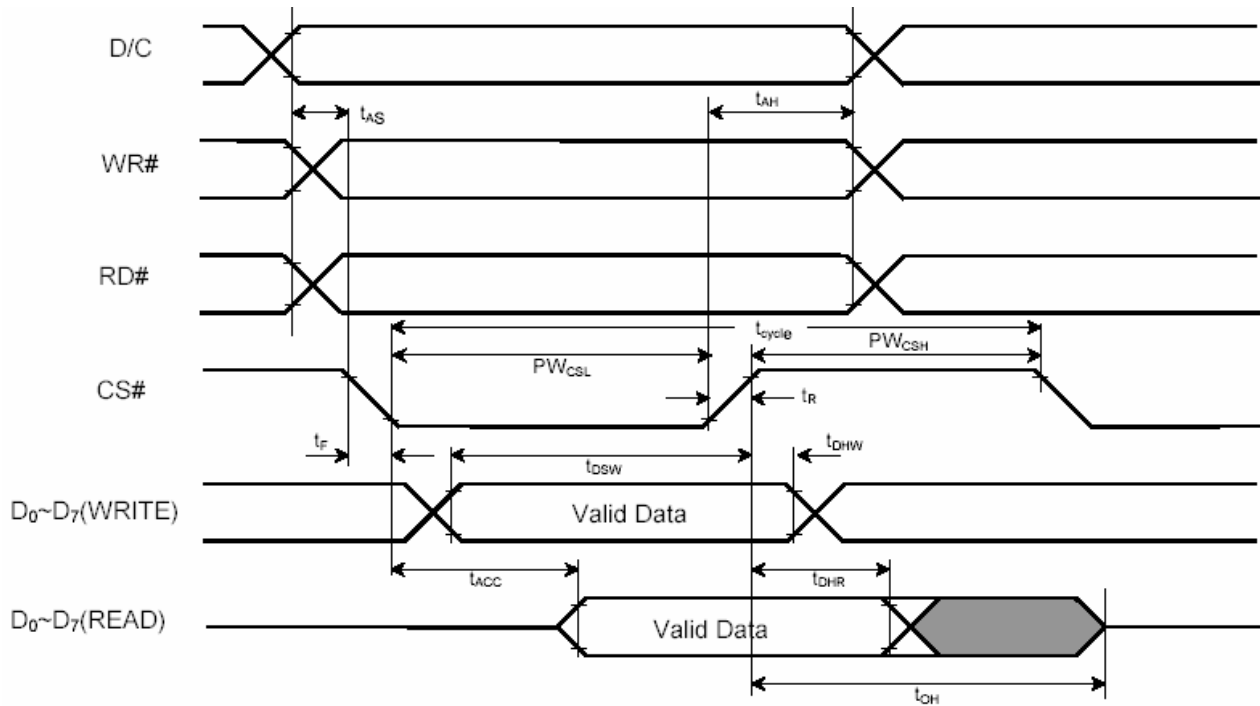 D/C
tAH
tAS
WR#
RD#
tcycle
PWCSH
PWCSL
CS#
tR
tF
tDHW
tDSW
D0~D7(WRITE)
Valid Data
tACC
tDHR
D0~D7(READ)
Valid Data
tOH